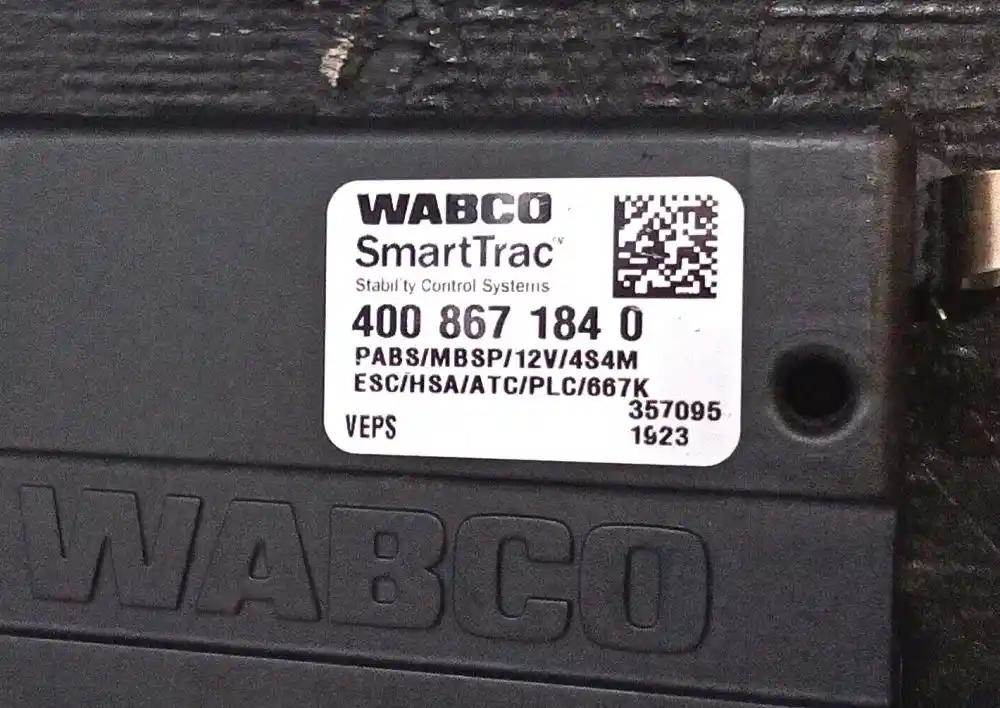 WABCO
SmartTrac™
Stability Control Systems
400 867 184 0
PABS/MBSP/12V/4S4M
ESC/HSA/ATC/PLC/667K
357095
VEPS
1923
WABCO